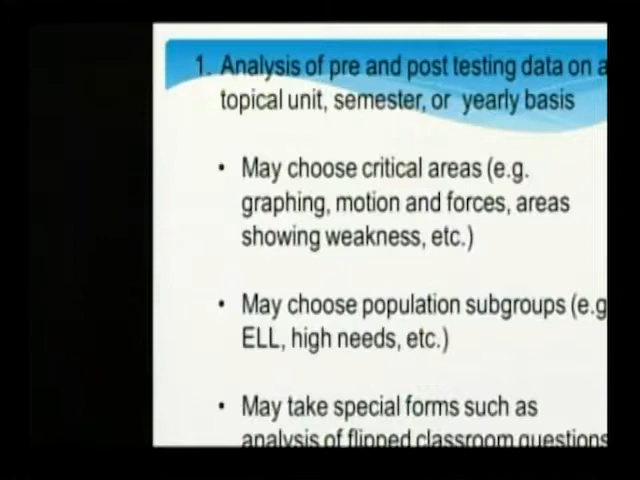 1. Analysis of pre and post testing data on a
topical unit, semester, or yearly basis
• May choose critical areas (e.g.
graphing, motion and forces, areas
showing weakness, etc.)
• May choose population subgroups (e.g
ELL, high needs, etc.)
• May take special forms such as
analysis of flipped classroom questions